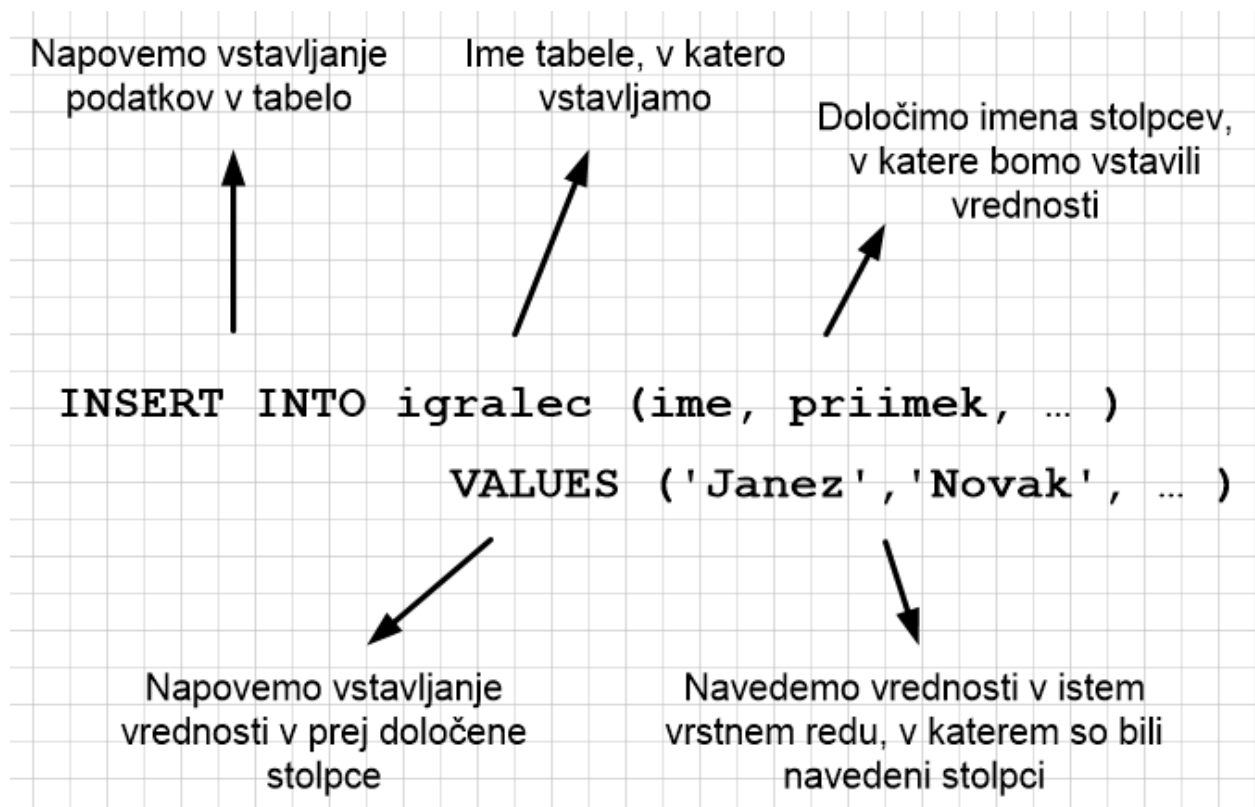 Napovemo vstavljanje
podatkov v tabelo
Ime tabele, v katero
vstavljamo
Določimo imena stolpcev,
v katere bomo vstavili
vrednosti
INSERT INTO igralec (ime, priimek, … )
VALUES ('Janez','Novak', … )
Napovemo vstavljanje
vrednosti v prej določene
stolpce
Navedemo vrednosti v istem
vrstnem redu, v katerem so bili
navedeni stolpci